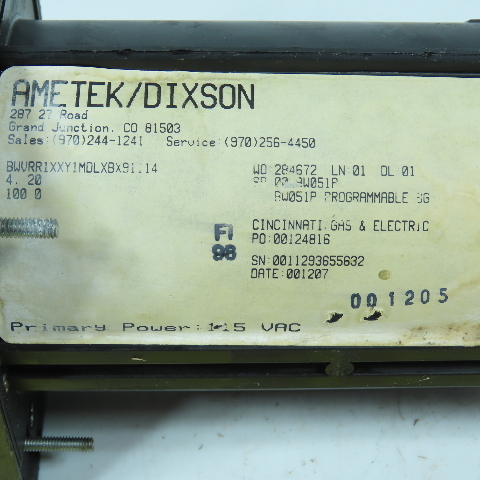 AMETEK/DIXSON
287 27 Road
Grand Junction, CO 81503
Sales:(970)244-1241 Service:(970)256-4450
BWVRR1XXY1MDLXBX91.14
4. 20
100 0
WO:284672 LN:01 OL 01
BW051P PROGRAMMABLE BG
FI
98
CINCINNATI GAS & ELECTRIC
PO:00124816
SN:0011293655632
DATE:001207
001205
Primary Power:115 VAC